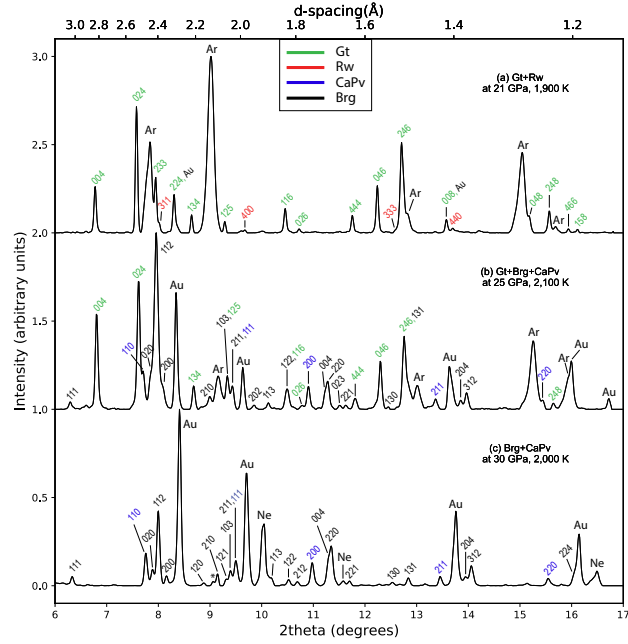 d-spacing(Å)
3.0 2.8 2.6 2.4 2.2 2.0 1.8 1.6 1.4 1.2
Gt
Rw
CaPv
Brg
(a) Gt+Rw
at 21 GPa, 1,900 K
3.0
004 024 Ar 233 311 224, Au 134 Ar 125 400 116 026 444 046 333 246 Ar 008, Au 440 Ar 048 248 Ar 466 158
2.5
2.0
(b) Gt+Brg+CaPv
at 25 GPa, 2,100 K
111 004 024 110 020 112 200 Au 134 210 Ar 103,125 211,111 Au 202 113 122,116 026 200 004 220 023 221 444 046 130 246,131 Ar 211 Au 204 312 Ar 220 248 Ar Au Au
1.5
1.0
(c) Brg+CaPv
at 30 GPa, 2,000 K
111 110 020 112 200 Au 120 210 * 121 103 211,111 Au Ne 113 122 212 200 004 220 Ne 221 130 131 211 Au 204 312 220 224 Au Ne
0.5
0.0
Intensity (arbitrary units)
6 7 8 9 10 11 12 13 14 15 16 17
2theta (degrees)